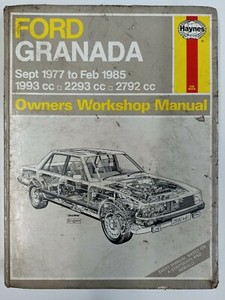 FORD
GRANADA
Haynes
Sept 1977 to Feb 1985
1993 cc □ 2293 cc □ 2792 cc
Owners Workshop Manual